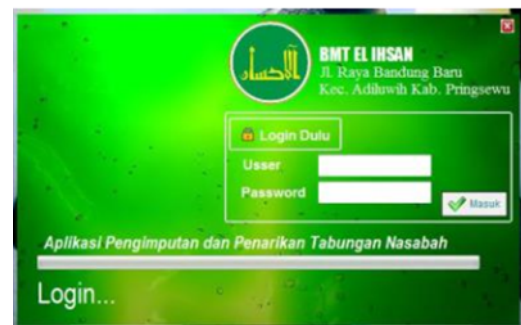 الإحسان
BMT EL IHSAN
Jl. Raya Bandung Baru
Kec. Adiluwih Kab. Pringsewu
Login Dulu
Usser
Password
Masuk
Aplikasi Pengimputan dan Penarikan Tabungan Nasabah
Login...